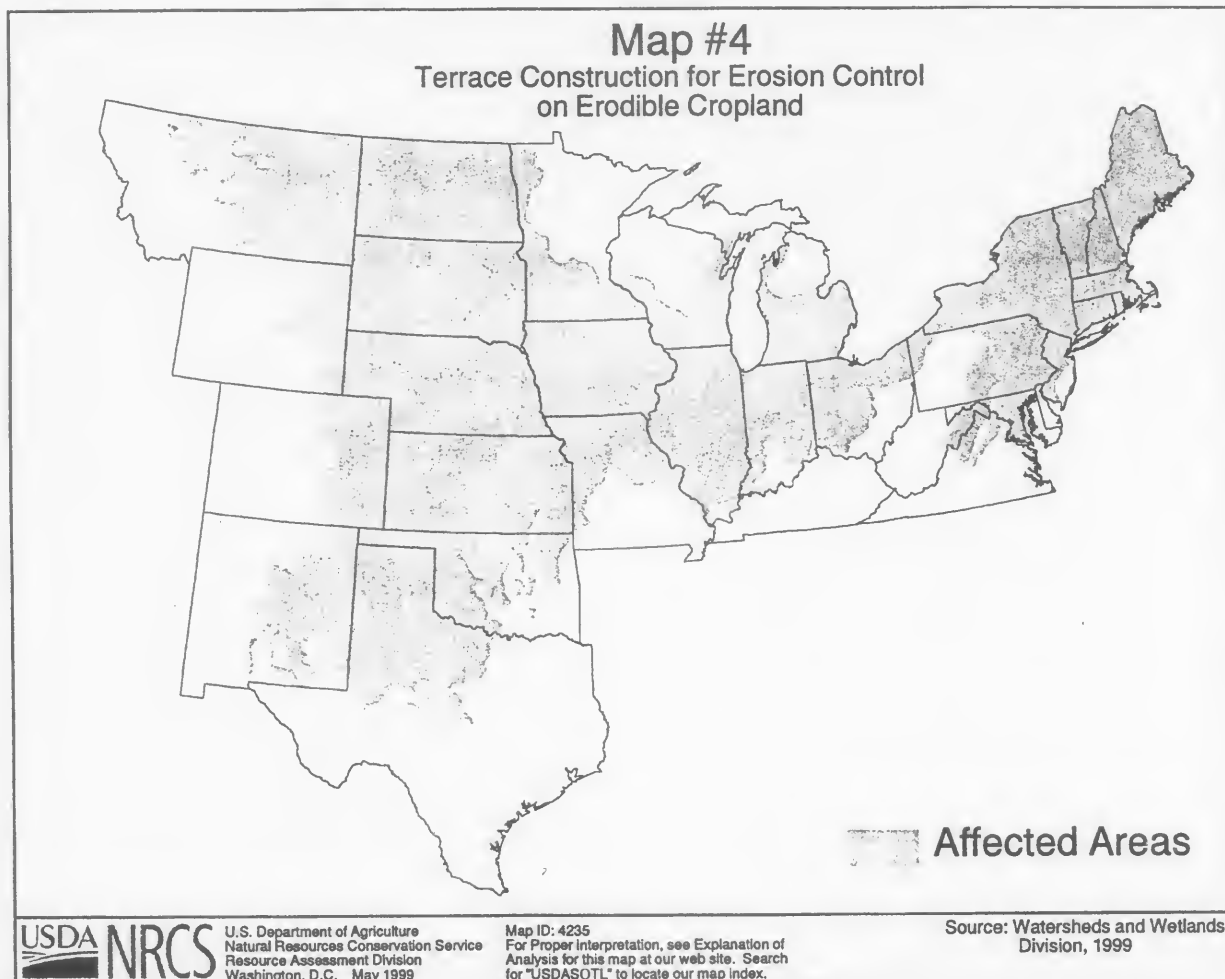 Map #4
Terrace Construction for Erosion Control
on Erodible Cropland
Affected Areas
USDA
NRCS
U.S. Department of Agriculture
Natural Resources Conservation Service
Resource Assessment Division
Washington, D.C. May 1999
Map ID: 4235
For Proper Interpretation, see Explanation of
Analysis for this map at our web site. Search
for "USDASOTL" to locate our map index.
Source: Watersheds and Wetlands
Division, 1999